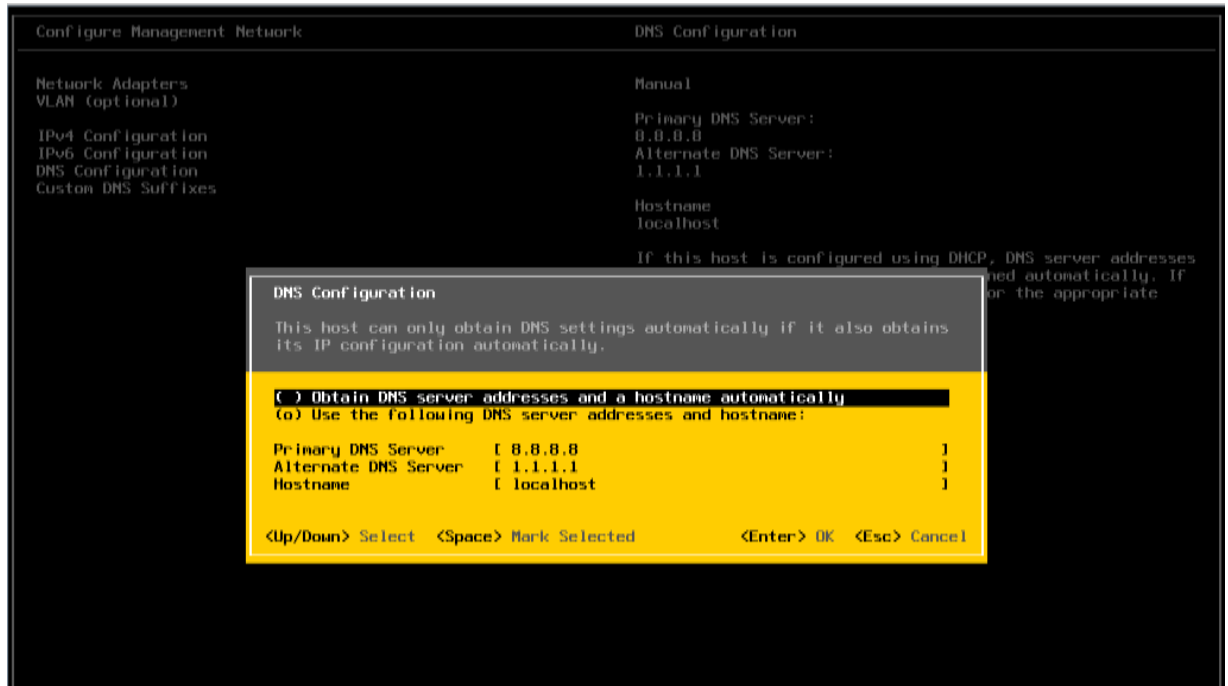 Configure Management Network
DNS Configuration
Network Adapters
VLAN (optional)
IPv4 Configuration
IPv6 Configuration
DNS Configuration
Custom DNS Suffixes
Manual
Primary DNS Server:
8.8.8.8
Alternate DNS Server:
1.1.1.1
Hostname
localhost
If this host is configured using DHCP, DNS server addresses
ned automatically. If
or the appropriate
DNS Configuration
This host can only obtain DNS settings automatically if it also obtains
its IP configuration automatically.
( ) Obtain DNS server addresses and a hostname automatically
(o) Use the following DNS server addresses and hostname:
Primary DNS Server [ 8.8.8.8 ]
Alternate DNS Server [ 1.1.1.1 ]
Hostname [ localhost ]
<Up/Down> Select <Space> Mark Selected <Enter> OK <Esc> Cancel